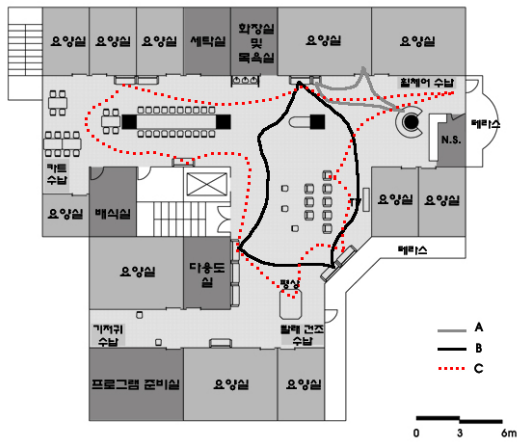 요양실
요양실
요양실
세탁실
화장실
및
목욕실
요양실
요양실
휠체어 수납
테라스
N.S.
카트
수납
요양실
배식실
요양실
요양실
요양실
다용도
실
테라스
평상
TV
기저귀
수납
빨래 건조
수납
프로그램 준비실
요양실
요양실
A
B
C
0 3 6m